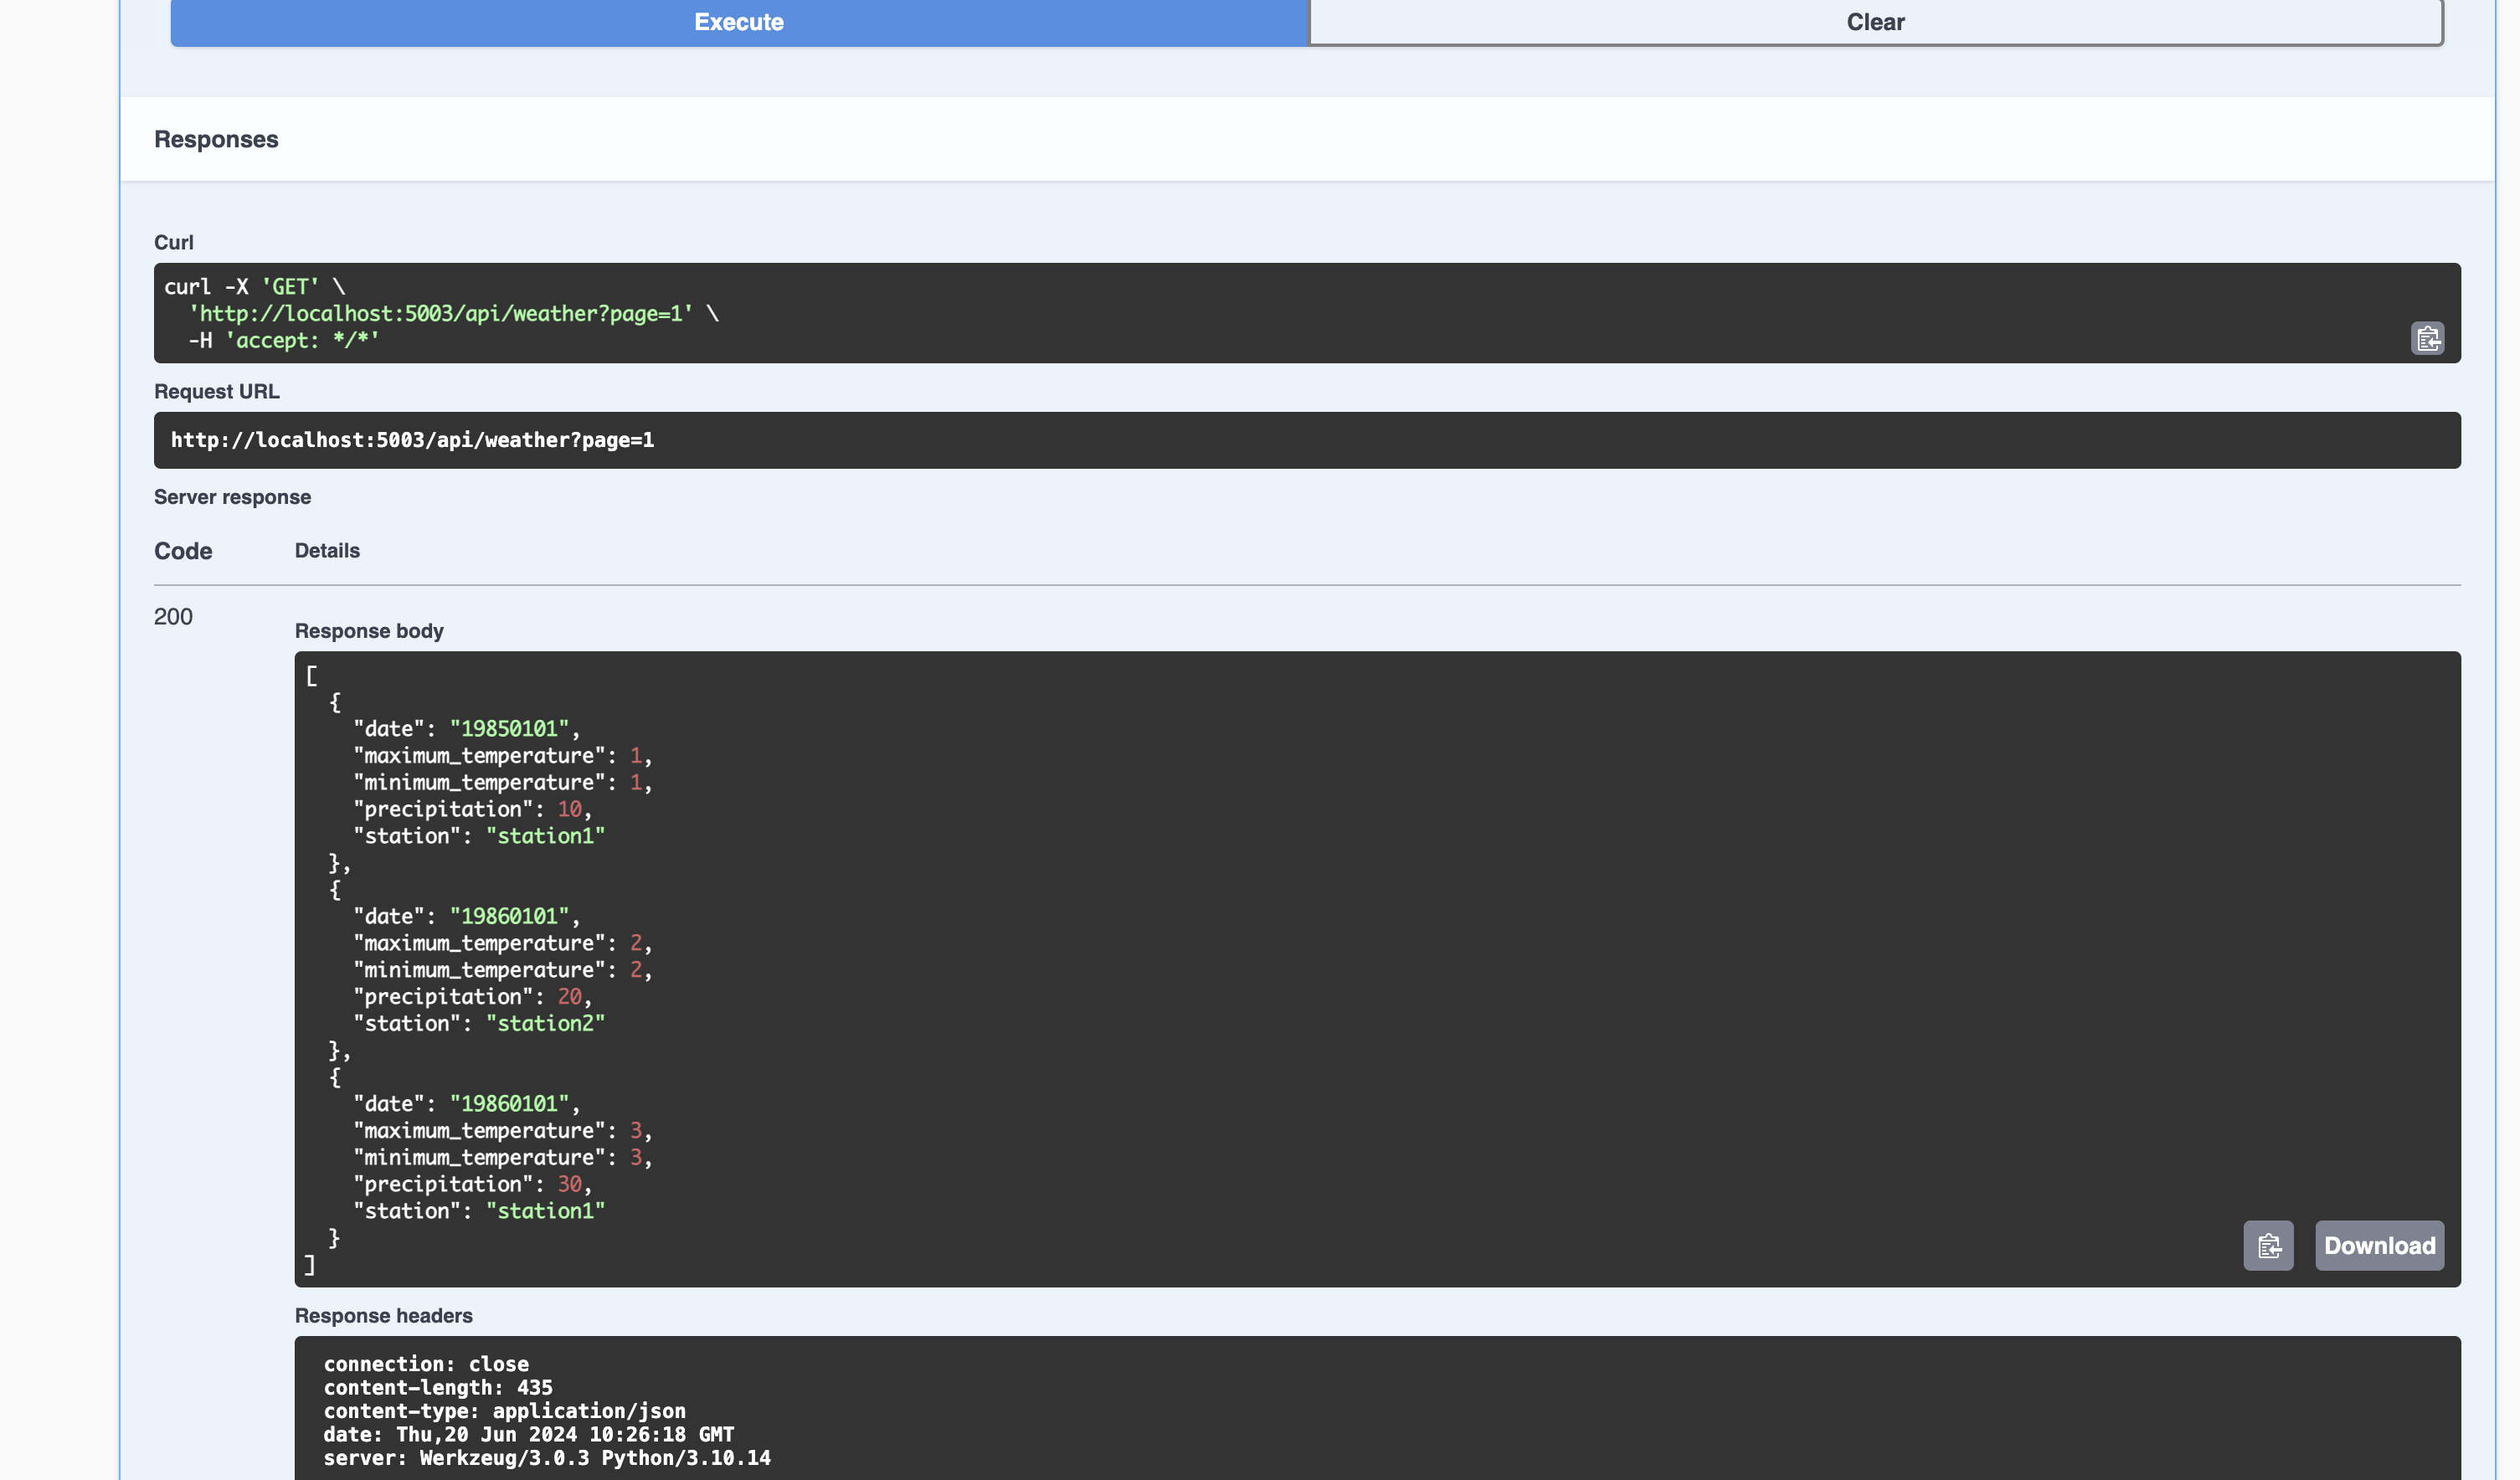 Execute
Clear
Responses
Curl
curl -X 'GET' \
  'http://localhost:5003/api/weather?page=1' \
  -H 'accept: */*'
Request URL
http://localhost:5003/api/weather?page=1
Server response
Code Details
200
Response body
[
  {
    "date": "19850101",
    "maximum_temperature": 1,
    "minimum_temperature": 1,
    "precipitation": 10,
    "station": "station1"
  },
  {
    "date": "19860101",
    "maximum_temperature": 2,
    "minimum_temperature": 2,
    "precipitation": 20,
    "station": "station2"
  },
  {
    "date": "19860101",
    "maximum_temperature": 3,
    "minimum_temperature": 3,
    "precipitation": 30,
    "station": "station1"
  }
]
Download
Response headers
connection: close
content-length: 435
content-type: application/json
date: Thu,20 Jun 2024 10:26:18 GMT
server: Werkzeug/3.0.3 Python/3.10.14